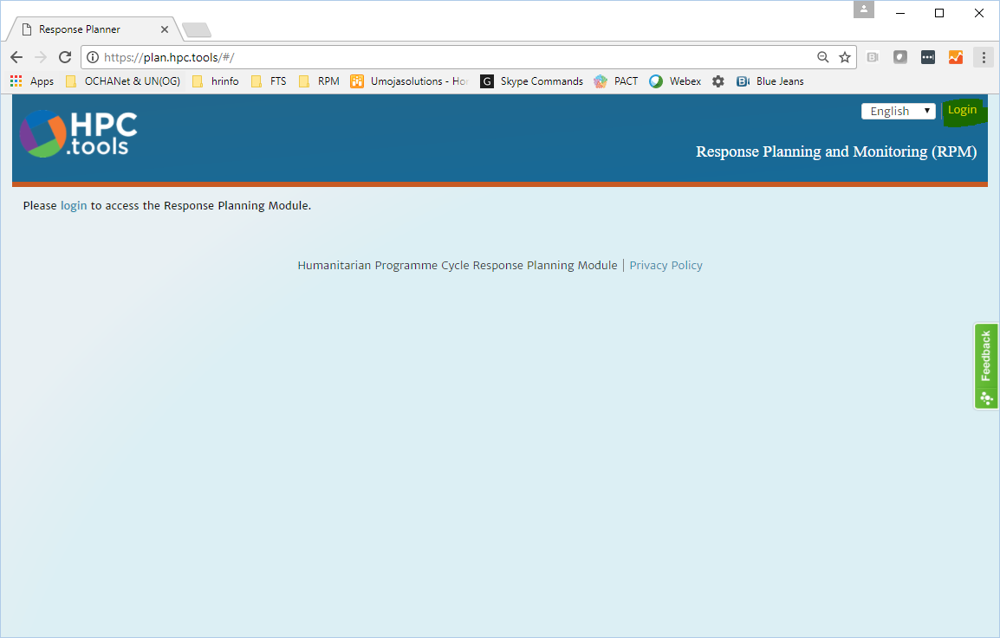 Response Planner
https://plan.hpc.tools/#/
Apps OCHANet & UN(OG) hrinfo FTS RPM Umojasolutions - Ho G Skype Commands PACT Webex Blue Jeans
HPC
.tools
English Login
Response Planning and Monitoring (RPM)
Please login to access the Response Planning Module.
Humanitarian Programme Cycle Response Planning Module | Privacy Policy
Feedback